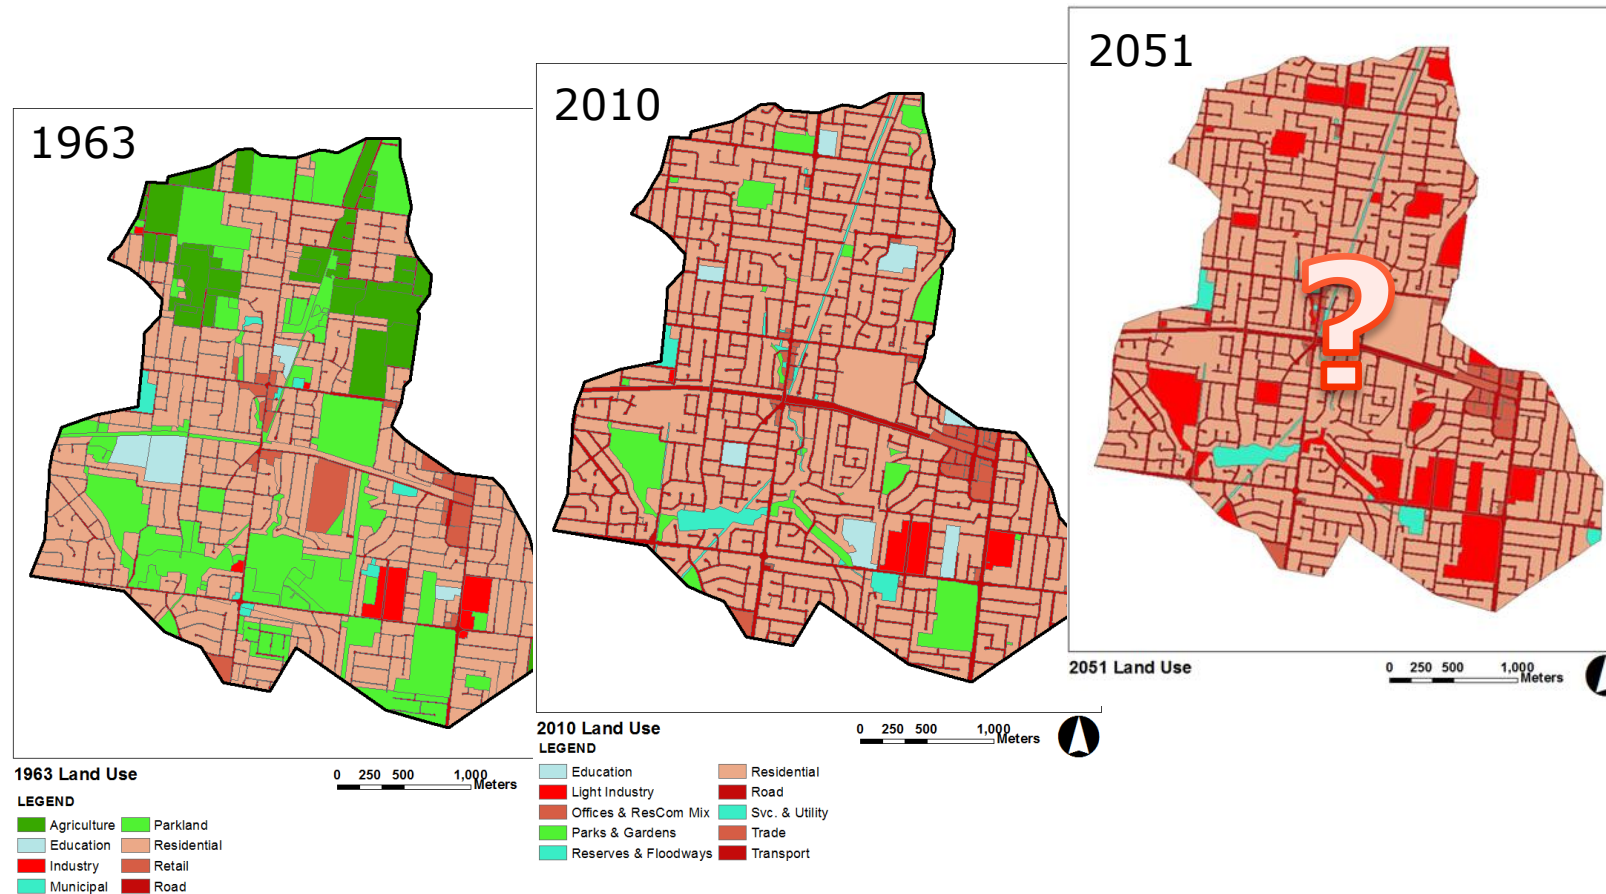 1963
1963 Land Use
0 250 500 1,000
Meters
LEGEND
Agriculture Parkland
Education Residential
Industry Retail
Municipal Road
2010
2010 Land Use
0 250 500 1,000
Meters
LEGEND
Education Residential
Light Industry Road
Offices & ResCom Mix Svc. & Utility
Parks & Gardens Trade
Reserves & Floodways Transport
2051
?
2051 Land Use
0 250 500 1,000
Meters